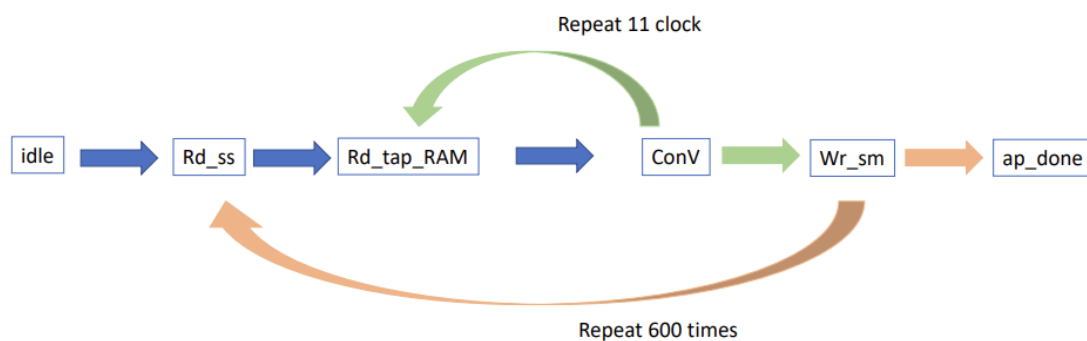 Repeat 11 clock
idle
Rd_ss
Rd_tap_RAM
ConV
Wr_sm
ap_done
Repeat 600 times